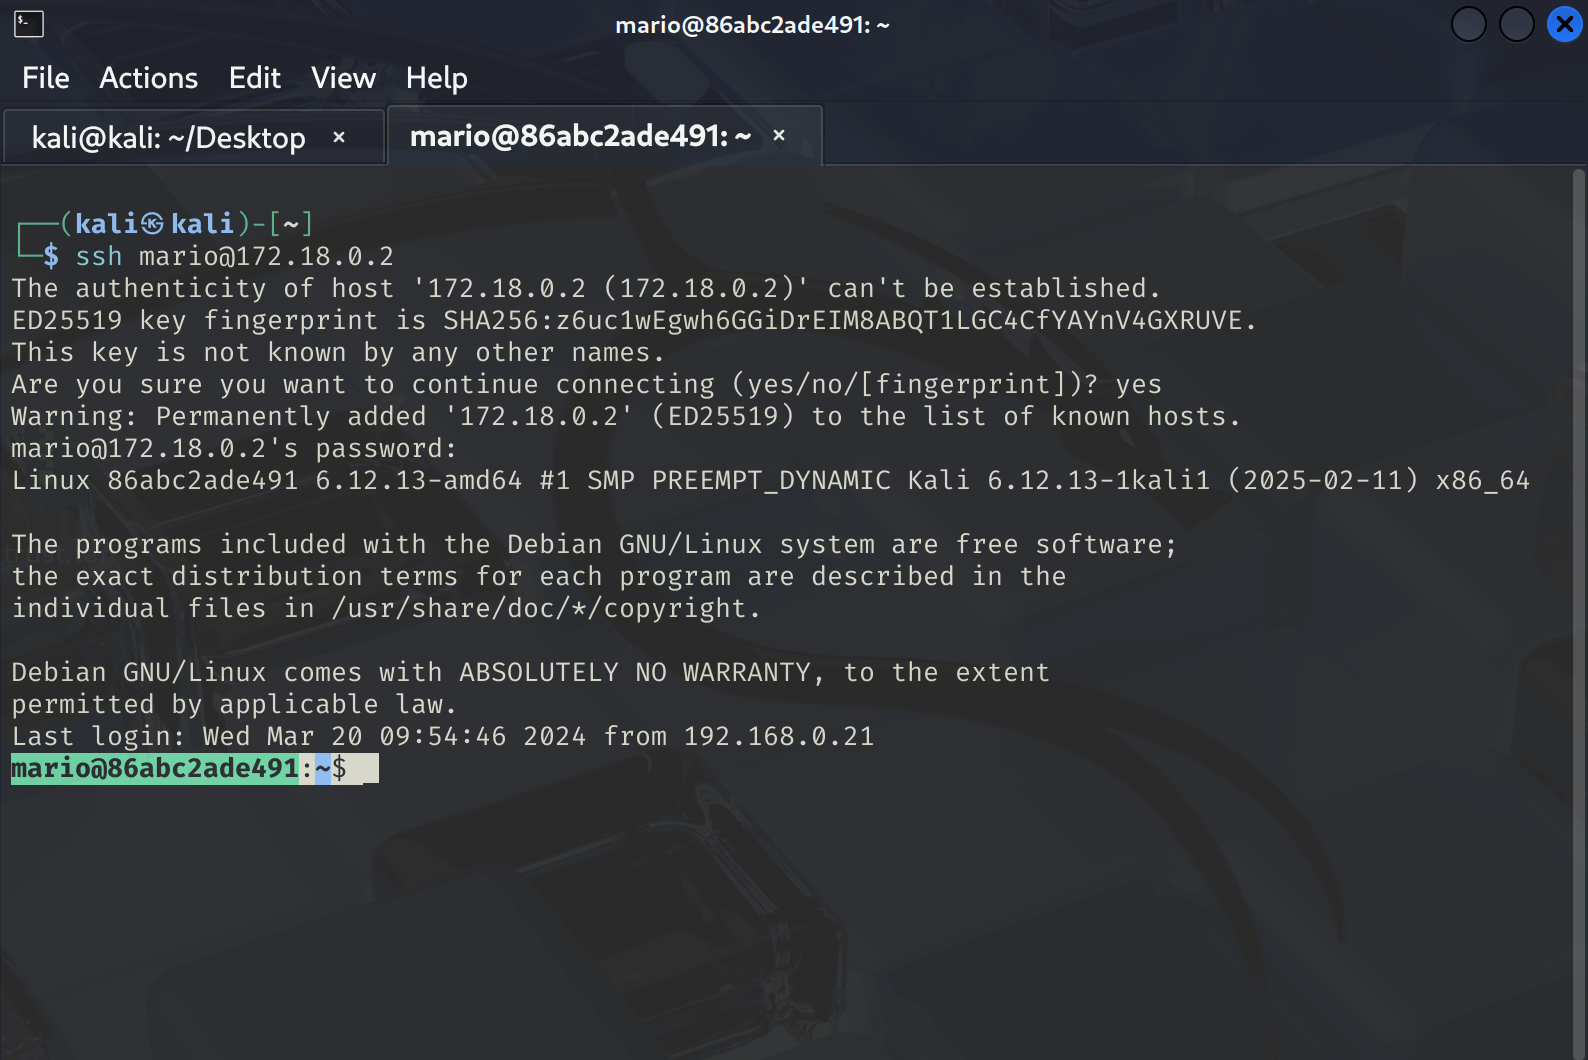 mario@86abc2ade491: ~
File Actions Edit View Help
kali@kali: ~/Desktop × mario@86abc2ade491: ~ ×
┌──(kali㉿kali)-[~]
└─$ ssh mario@172.18.0.2
The authenticity of host '172.18.0.2 (172.18.0.2)' can't be established.
ED25519 key fingerprint is SHA256:z6uc1wEgwh6GGiDrEIM8ABQT1LGC4CfYAYnV4GXRUVE.
This key is not known by any other names.
Are you sure you want to continue connecting (yes/no/[fingerprint])? yes
Warning: Permanently added '172.18.0.2' (ED25519) to the list of known hosts.
mario@172.18.0.2's password:
Linux 86abc2ade491 6.12.13-amd64 #1 SMP PREEMPT_DYNAMIC Kali 6.12.13-1kali1 (2025-02-11) x86_64
The programs included with the Debian GNU/Linux system are free software;
the exact distribution terms for each program are described in the
individual files in /usr/share/doc/*/copyright.
Debian GNU/Linux comes with ABSOLUTELY NO WARRANTY, to the extent
permitted by applicable law.
Last login: Wed Mar 20 09:54:46 2024 from 192.168.0.21
mario@86abc2ade491:~$